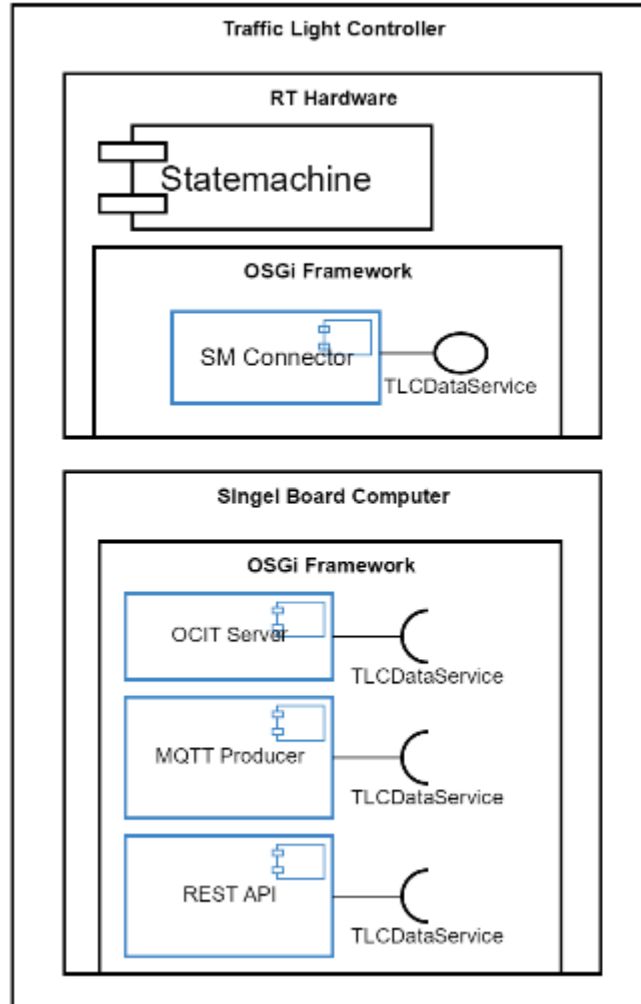 Traffic Light Controller
RT Hardware
Statemachine
OSGi Framework
SM Connector
TLCDataService
SIngel Board Computer
OSGi Framework
OCIT Server
TLCDataService
MQTT Producer
TLCDataService
REST API
TLCDataService